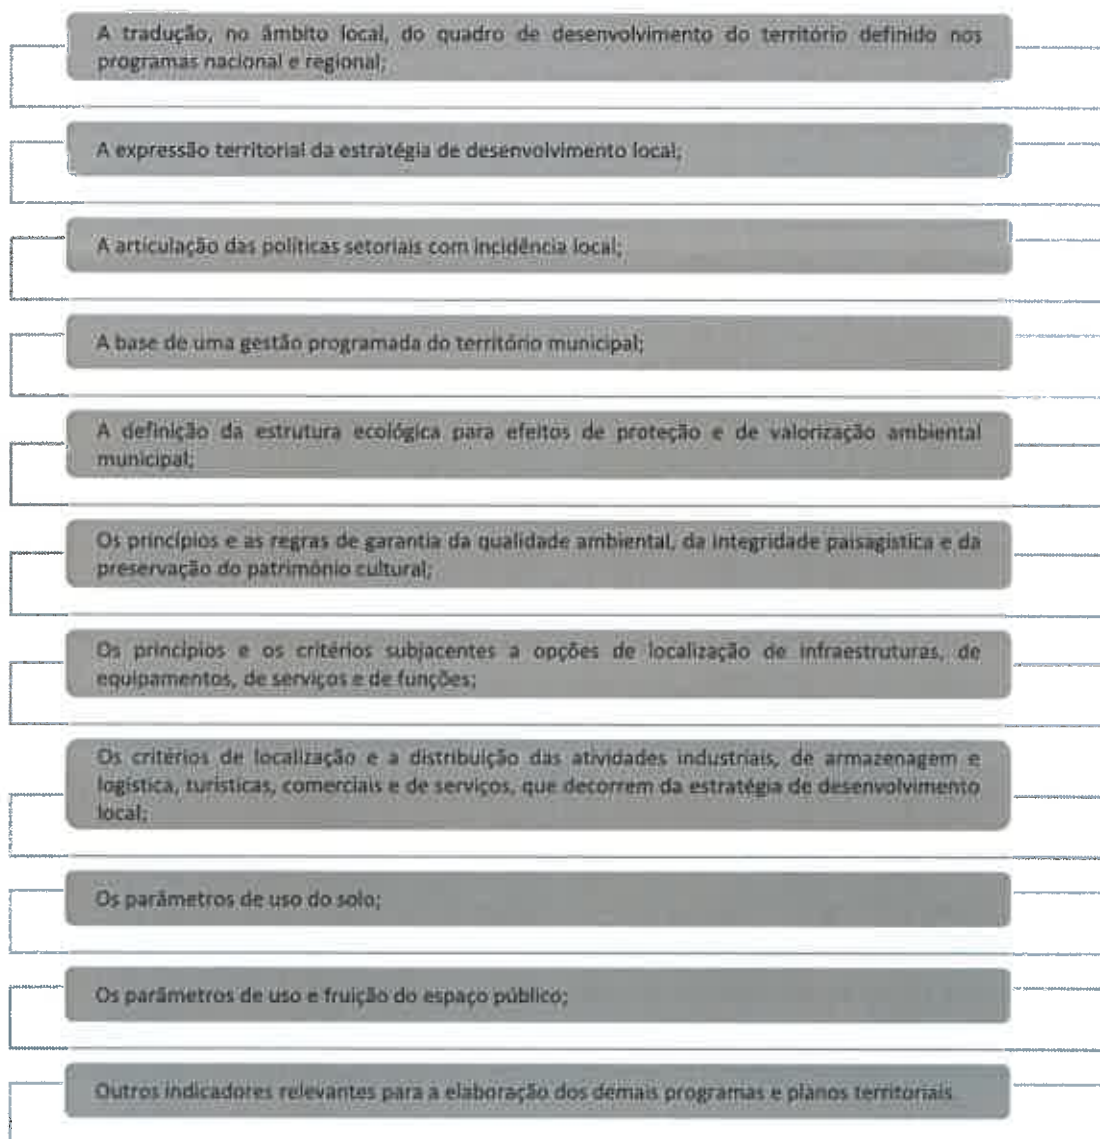 A tradução, no âmbito local, do quadro de desenvolvimento do território definido nos
programas nacional e regional;
A expressão territorial da estratégia de desenvolvimento local;
A articulação das políticas setoriais com incidência local;
A base de uma gestão programada do território municipal;
A definição da estrutura ecológica para efeitos de proteção e de valorização ambiental
municipal;
Os princípios e as regras de garantia da qualidade ambiental, da integridade paisagística e da
preservação do património cultural;
Os princípios e os critérios subjacentes a opções de localização de infraestruturas, de
equipamentos, de serviços e de funções;
Os critérios de localização e a distribuição das atividades industriais, de armazenagem e
logística, turísticas, comerciais e de serviços, que decorrem da estratégia de desenvolvimento
local;
Os parâmetros de uso do solo;
Os parâmetros de uso e fruição do espaço público;
Outros indicadores relevantes para a elaboração dos demais programas e planos territoriais.